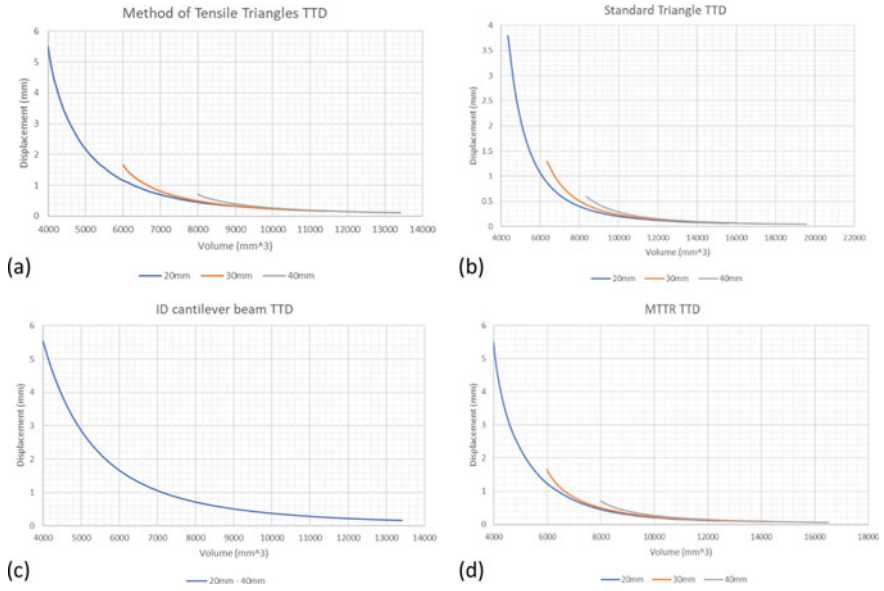 Method of Tensile Triangles TTD
6
5
4
3
2
1
0
Displacement (mm)
4000 5000 6000 7000 8000 9000 10000 11000 12000 13000 14000
Volume (mm^3)
20mm 30mm 40mm
(a)
Standard Triangle TTD
4
3.5
3
2.5
2
1.5
1
0.5
0
Displacement (mm)
4000 6000 8000 10000 12000 14000 16000 18000 20000 22000
Volume (mm^3)
20mm 30mm 40mm
(b)
ID cantilever beam TTD
6
5
4
3
2
1
0
Displacement (mm)
4000 5000 6000 7000 8000 9000 10000 11000 12000 13000 14000
Volume (mm^3)
20mm - 40mm
(c)
MTTR TTD
6
5
4
3
2
1
0
Displacement (mm)
4000 6000 8000 10000 12000 14000 16000 18000
Volume (mm^3)
20mm 30mm 40mm
(d)